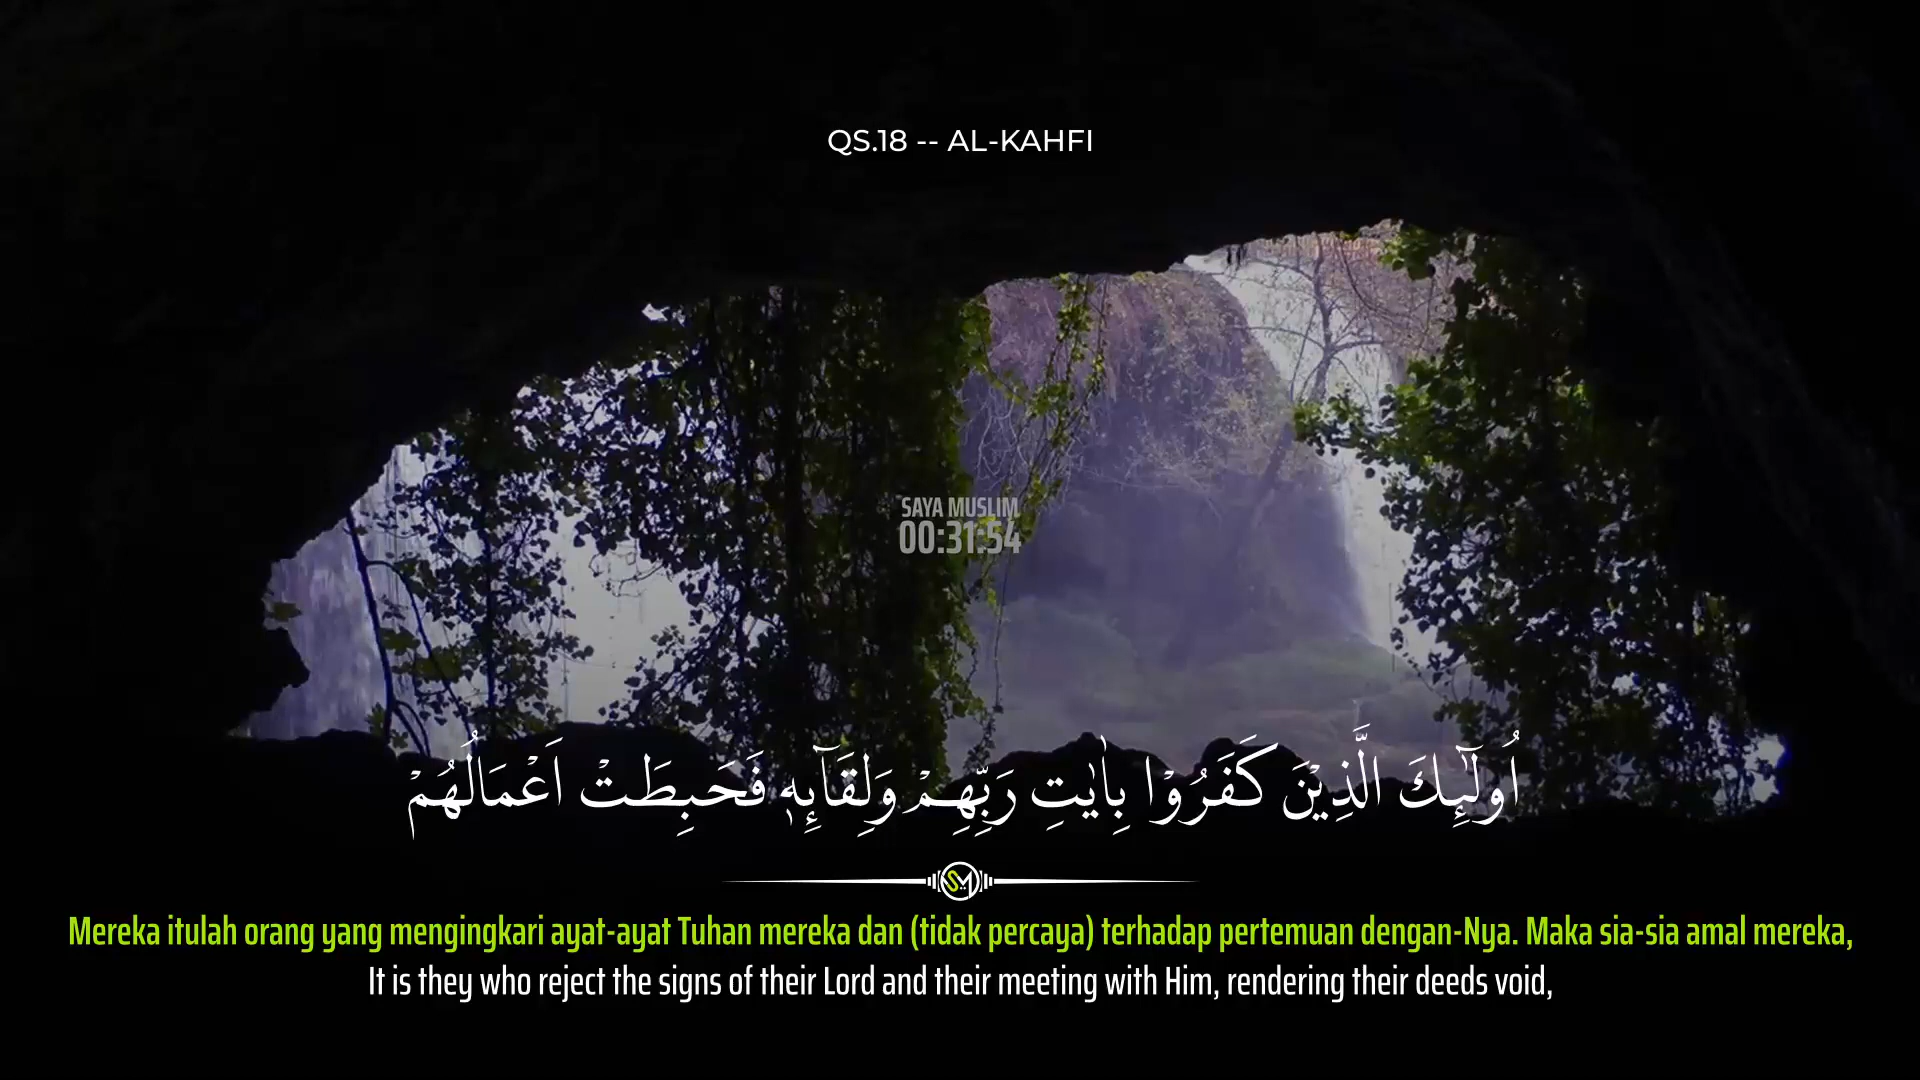 QS.18 -- AL-KAHFI
SAYA MUSLIM
00:31:54
اُولٰۤىِٕكَ الَّذِيْنَ كَفَرُوْا بِاٰيٰتِ رَبِّهِمْ وَلِقَاۤىِٕهٖ فَحَبِطَتْ اَعْمَالُهُمْ
SM
Mereka itulah orang yang mengingkari ayat-ayat Tuhan mereka dan (tidak percaya) terhadap pertemuan dengan-Nya. Maka sia-sia amal mereka,
It is they who reject the signs of their Lord and their meeting with Him, rendering their deeds void,